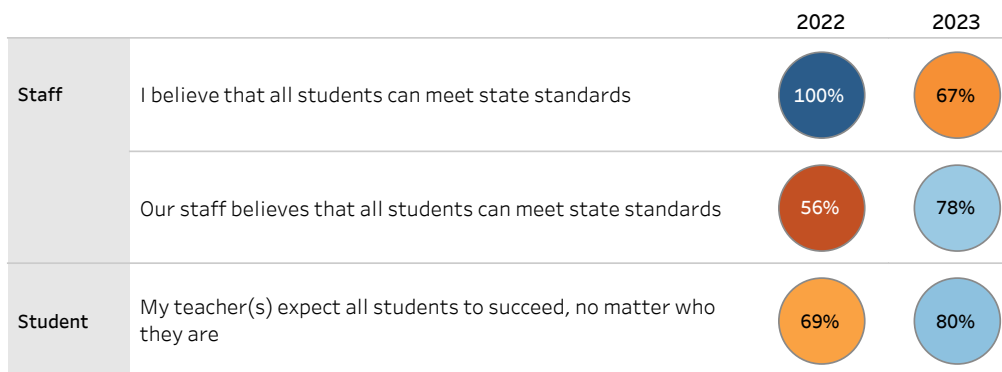 2022 2023
Staff I believe that all students can meet state standards 100% 67%
Our staff believes that all students can meet state standards 56% 78%
Student My teacher(s) expect all students to succeed, no matter who
they are 69% 80%